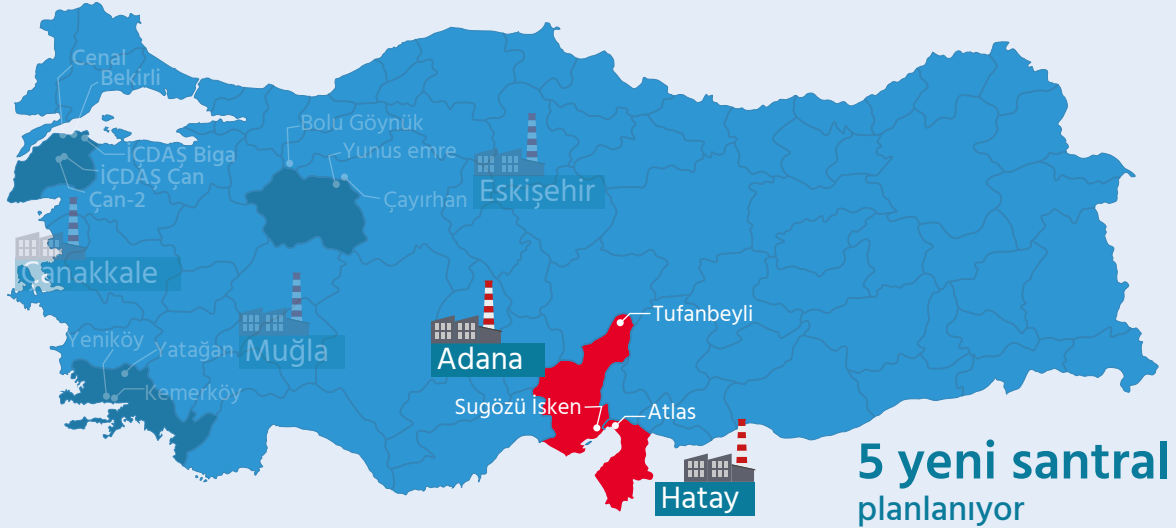 Cenal
Bekirli
İÇDAŞ Biga
İÇDAŞ Çan
Çan-2
Çanakkale
Bolu Göynük
Yunus emre
Çayırhan
Eskişehir
Yeniköy
Yatağan
Kemerköy
Muğla
Adana
Tufanbeyli
Sugözü İsken
Atlas
Hatay
5 yeni santral
planlanıyor